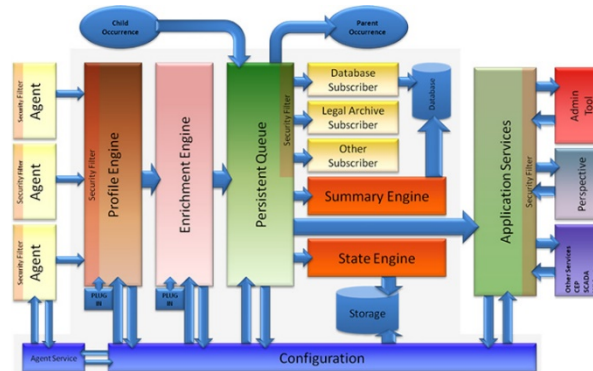 Child
Occurrence
Parent
Occurrence
Security Filter
Agent
Security Filter
Agent
Security Filter
Agent
Security Filter
Profile Engine
PLUG
IN
Enrichment Engine
PLUG
IN
Persistent Queue
Security Filter
Database
Subscriber
Legal Archive
Subscriber
Other
Subscriber
Database
Summary Engine
State Engine
Storage
Application Services
Security Filter
Admin
Tool
Perspective
Other Services
CEP
SCADA
Agent Service
Configuration